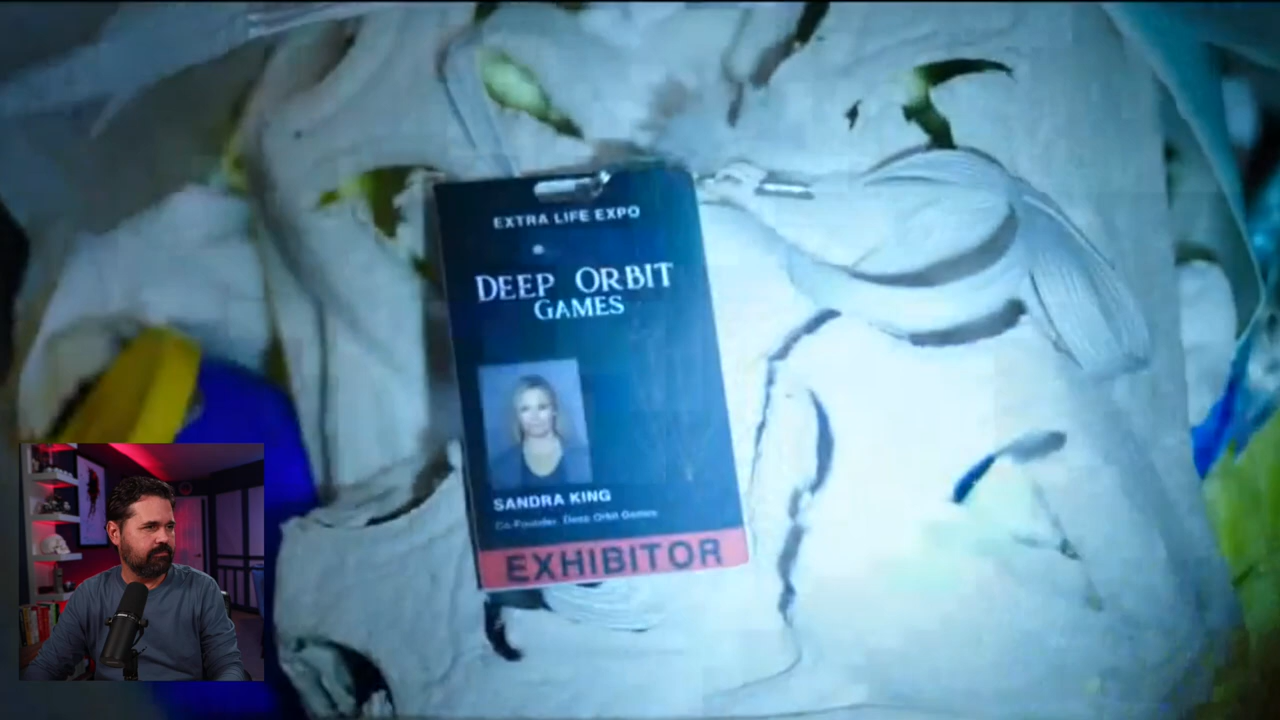 EXTRA LIFE EXPO
DEEP ORBIT
GAMES
SANDRA KING
Co-Founder, Deep Orbit Games
EXHIBITOR